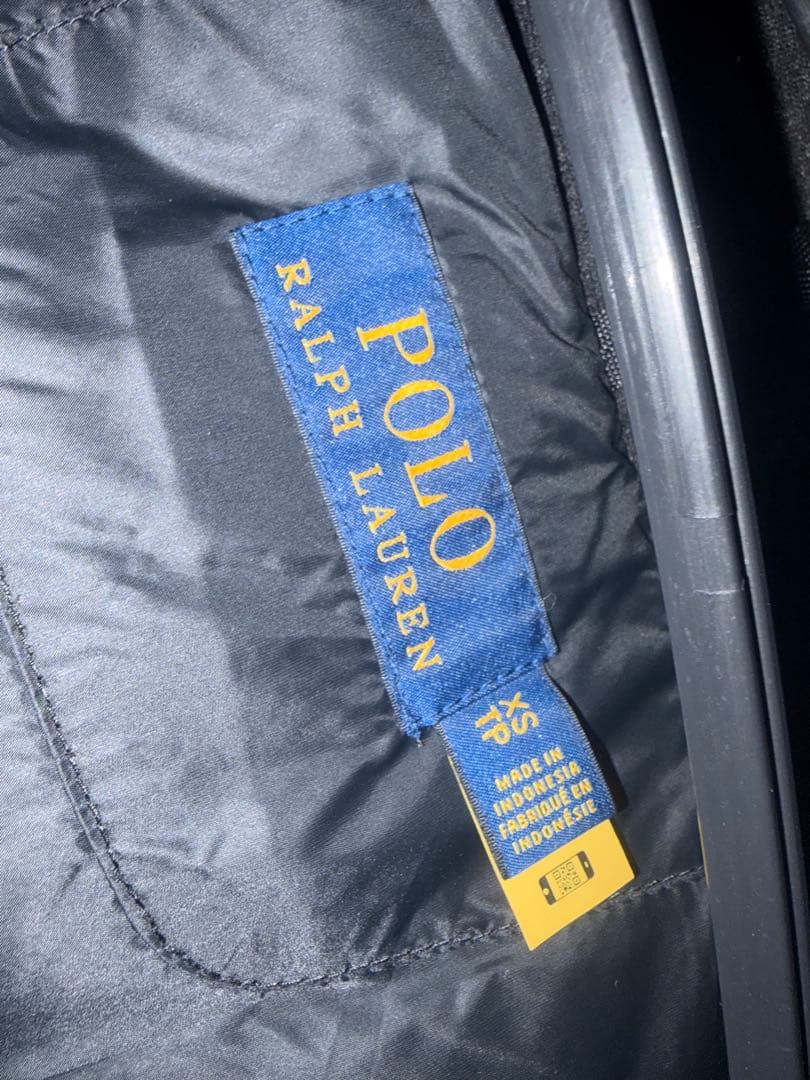 POLO
RALPH LAUREN
XS
TP
MADE IN
INDONESIA
FABRIQUÉ EN
INDONÉSIE